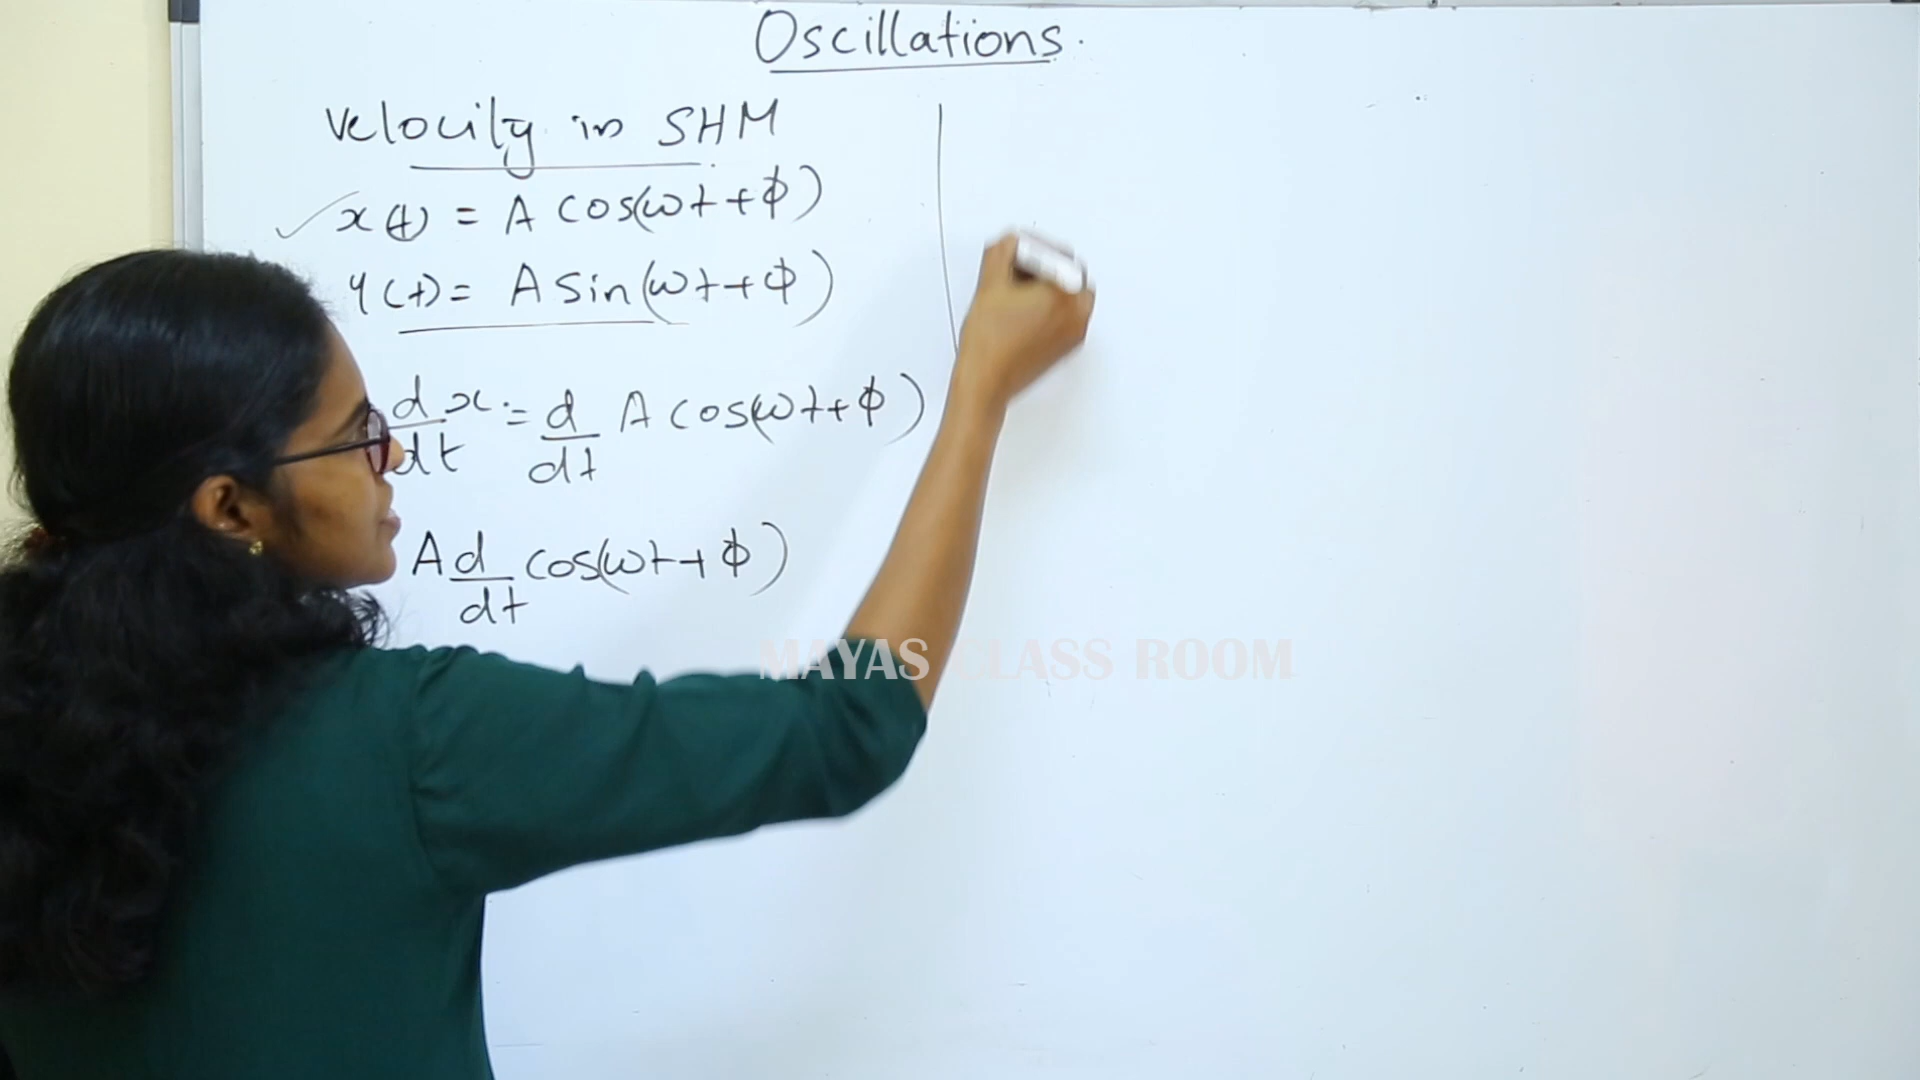 Oscillations.
Velocity in SHM
x(t) = A cos(ωt+ϕ)
y(t) = A sin(ωt+ϕ)
d/dt x = d/dt A cos(ωt+ϕ)
A d/dt cos(ωt+ϕ)
MAYAS CLASS ROOM